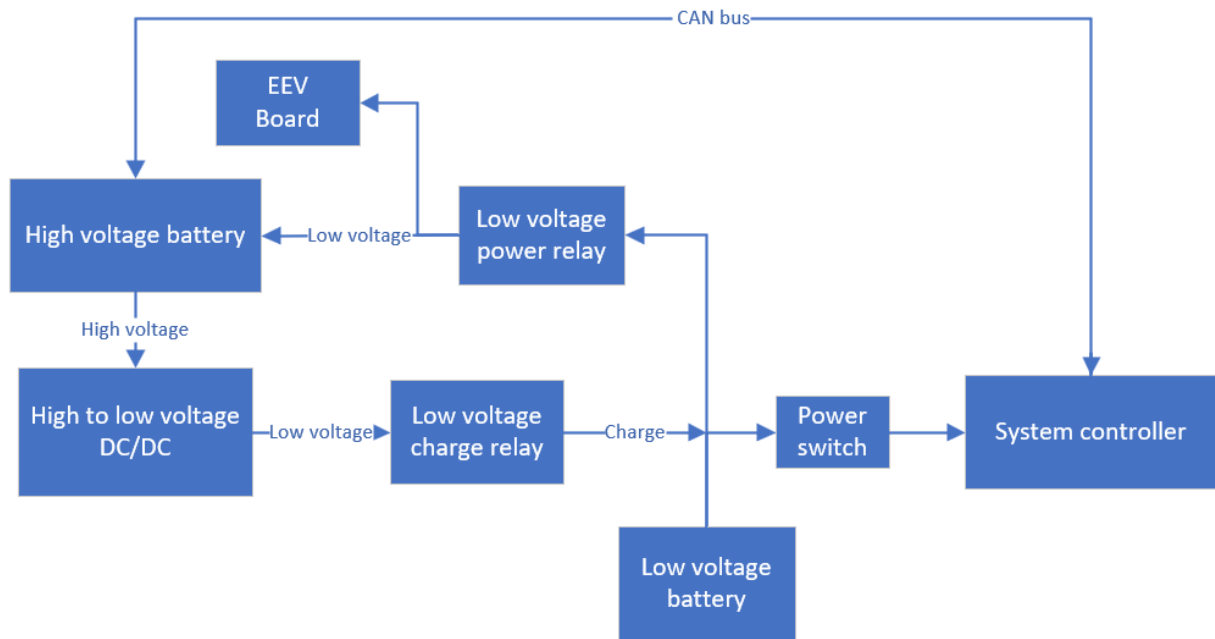 CAN bus
EEV
Board
High voltage battery
Low voltage
Low voltage
power relay
High voltage
High to low voltage
DC/DC
Low voltage
Low voltage
charge relay
Charge
Power
switch
System controller
Low voltage
battery